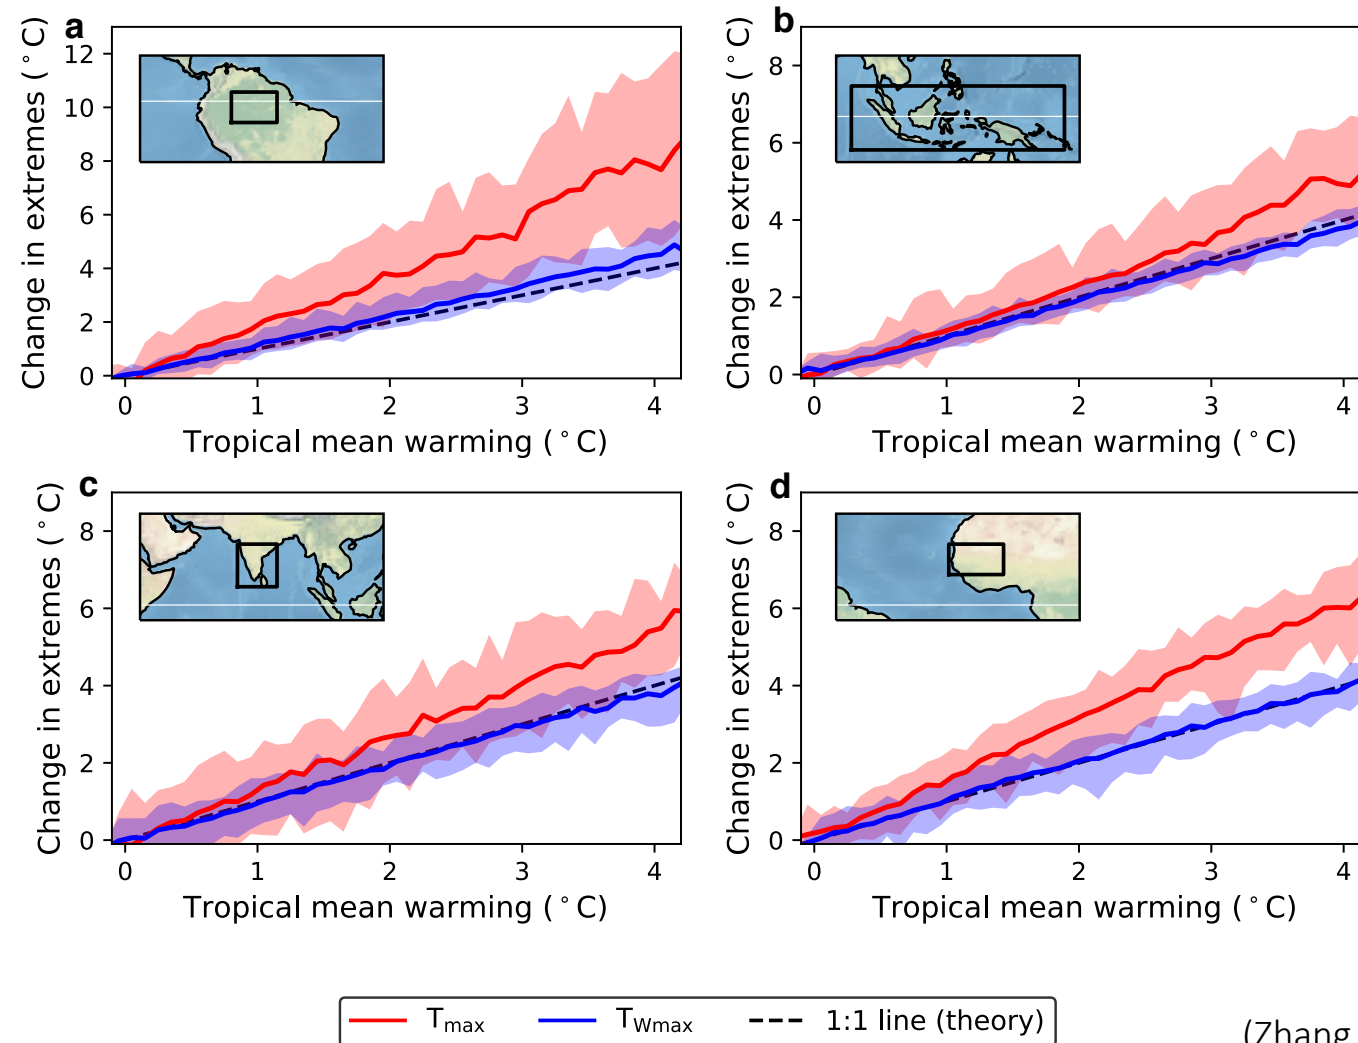 a
Change in extremes (°C)
12
10
8
6
4
2
0
0 1 2 3 4
Tropical mean warming (°C)
b
Change in extremes (°C)
8
6
4
2
0
0 1 2 3 4
Tropical mean warming (°C)
c
Change in extremes (°C)
8
6
4
2
0
0 1 2 3 4
Tropical mean warming (°C)
d
Change in extremes (°C)
8
6
4
2
0
0 1 2 3 4
Tropical mean warming (°C)
Tmax TWmax 1:1 line (theory)
(Zhang